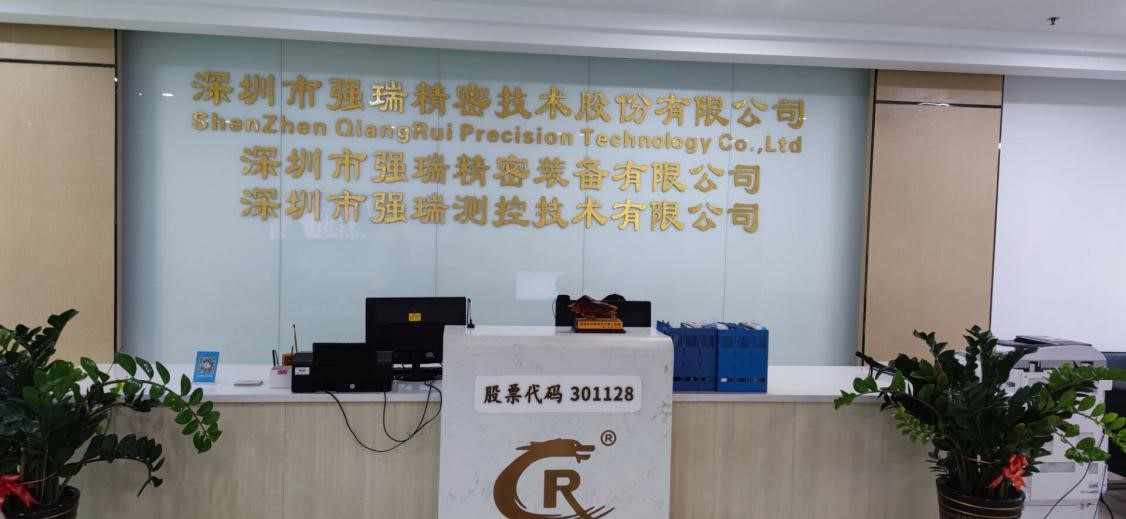 深圳市强瑞精密技术股份有限公司
ShenZhen QiangRui Precision Technology Co.,Ltd
深圳市强瑞精密装备有限公司
深圳市强瑞测控技术有限公司
股票代码 301128
R
®